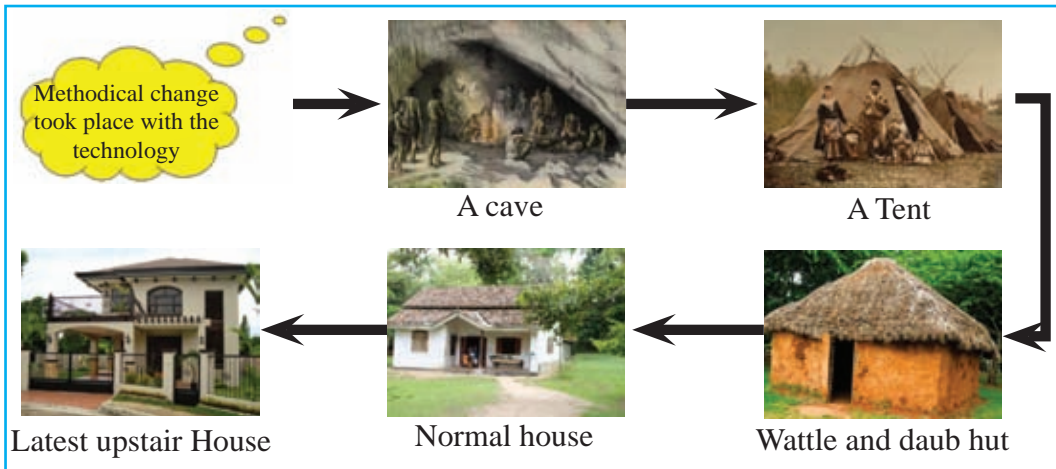 Methodical change
took place with the
technology
A cave
A Tent
Wattle and daub hut
Normal house
Latest upstair House